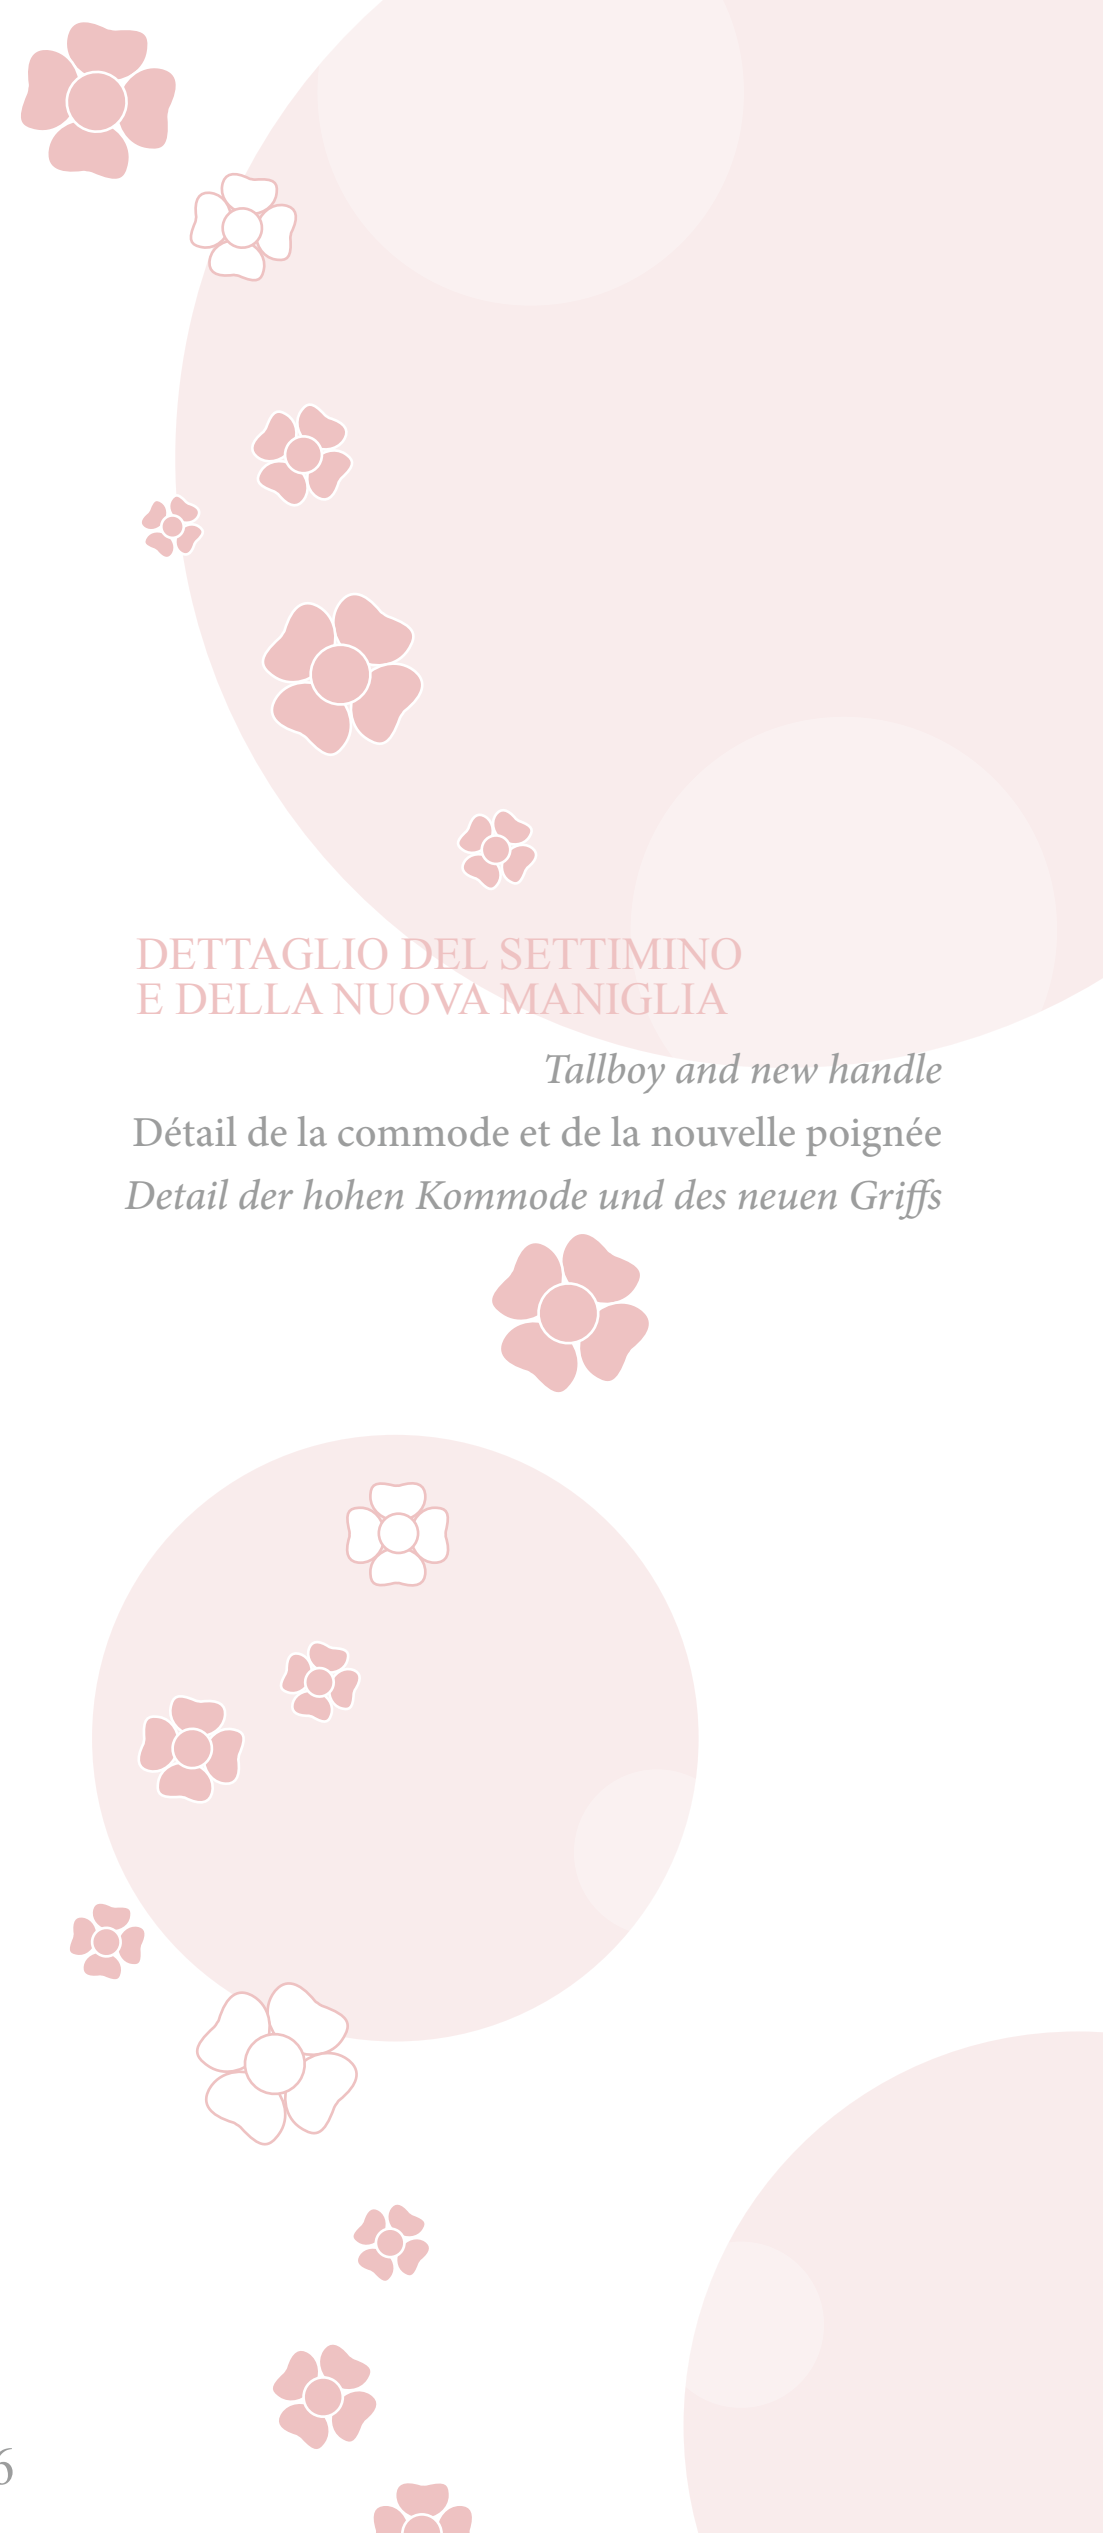 DETTAGLIO DEL SETTIMINO
E DELLA NUOVA MANIGLIA
Tallboy and new handle
Détail de la commode et de la nouvelle poignée
Detail der hohen Kommode und des neuen Griffs
6